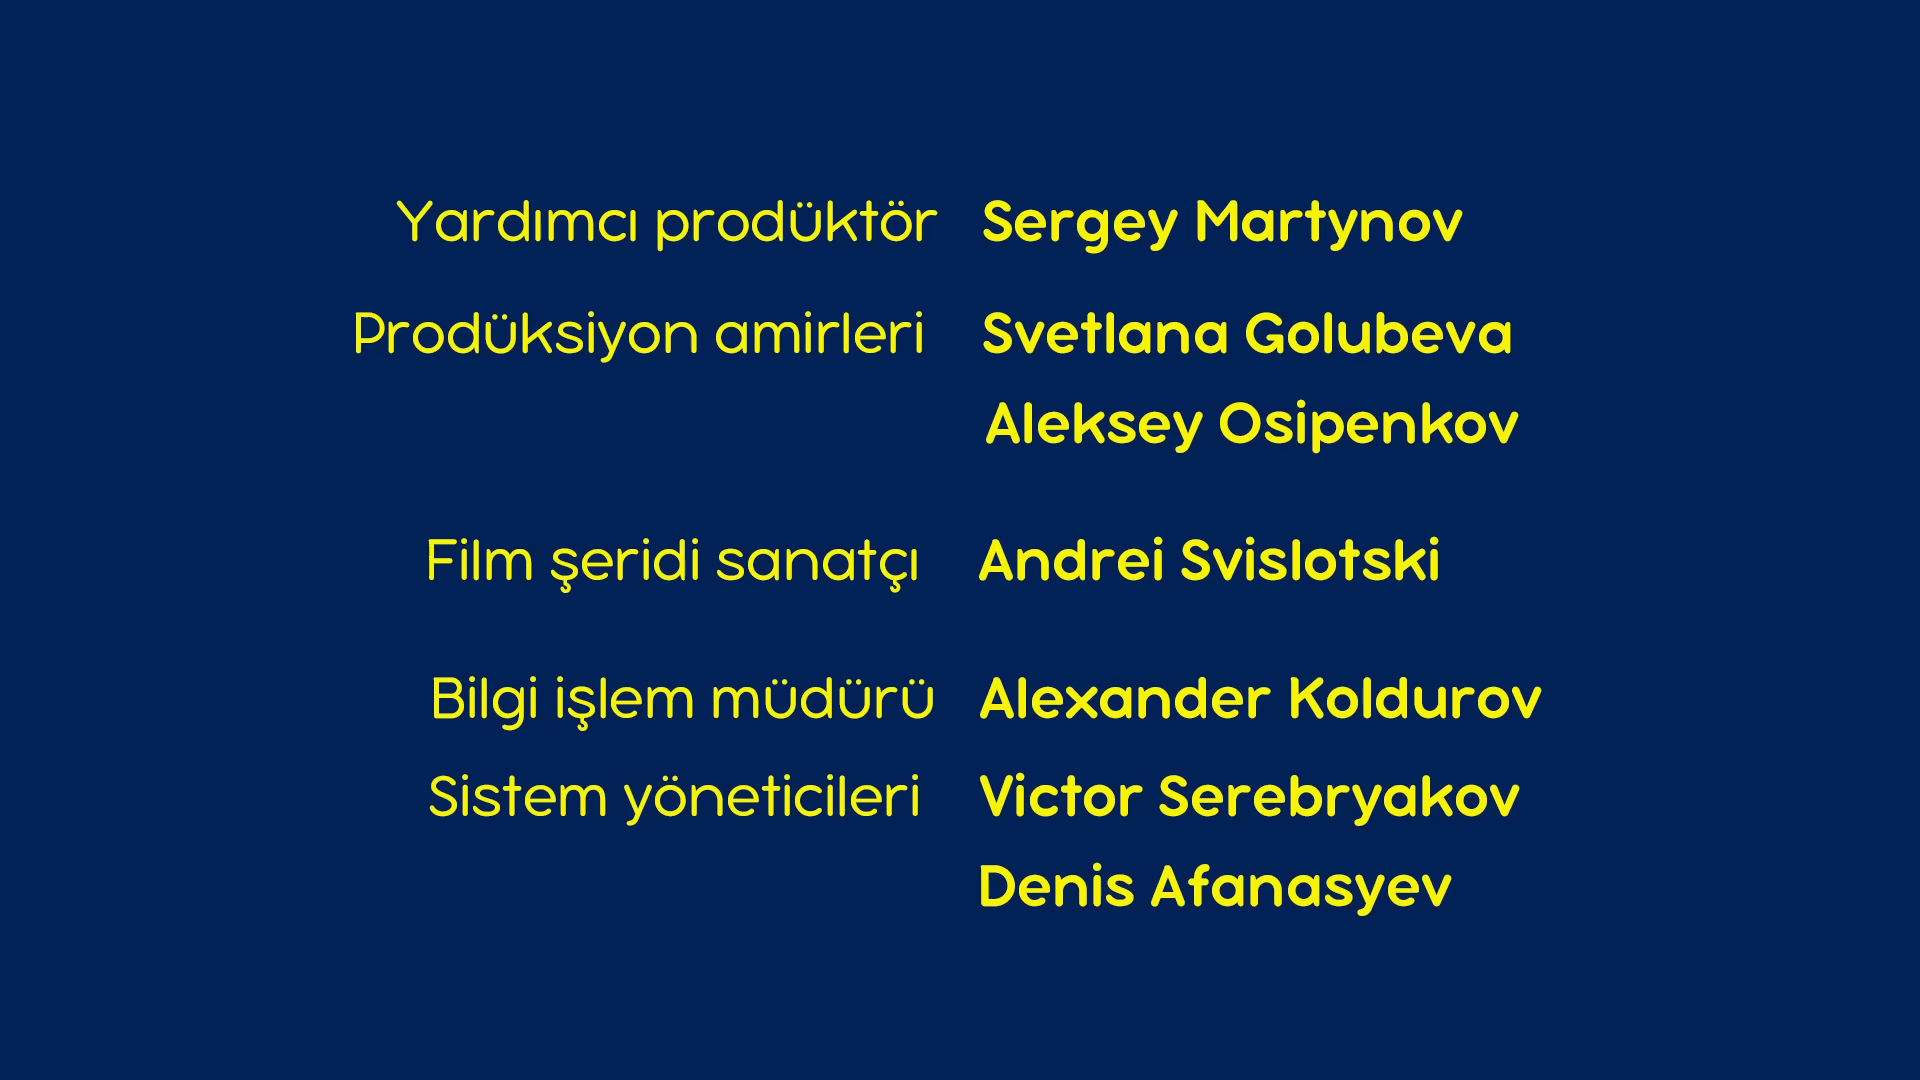 Yardımcı prodüktör Sergey Martynov
Prodüksiyon amirleri Svetlana Golubeva
Aleksey Osipenkov
Film şeridi sanatçı Andrei Svislotski
Bilgi işlem müdürü Alexander Koldurov
Sistem yöneticileri Victor Serebryakov
Denis Afanasyev